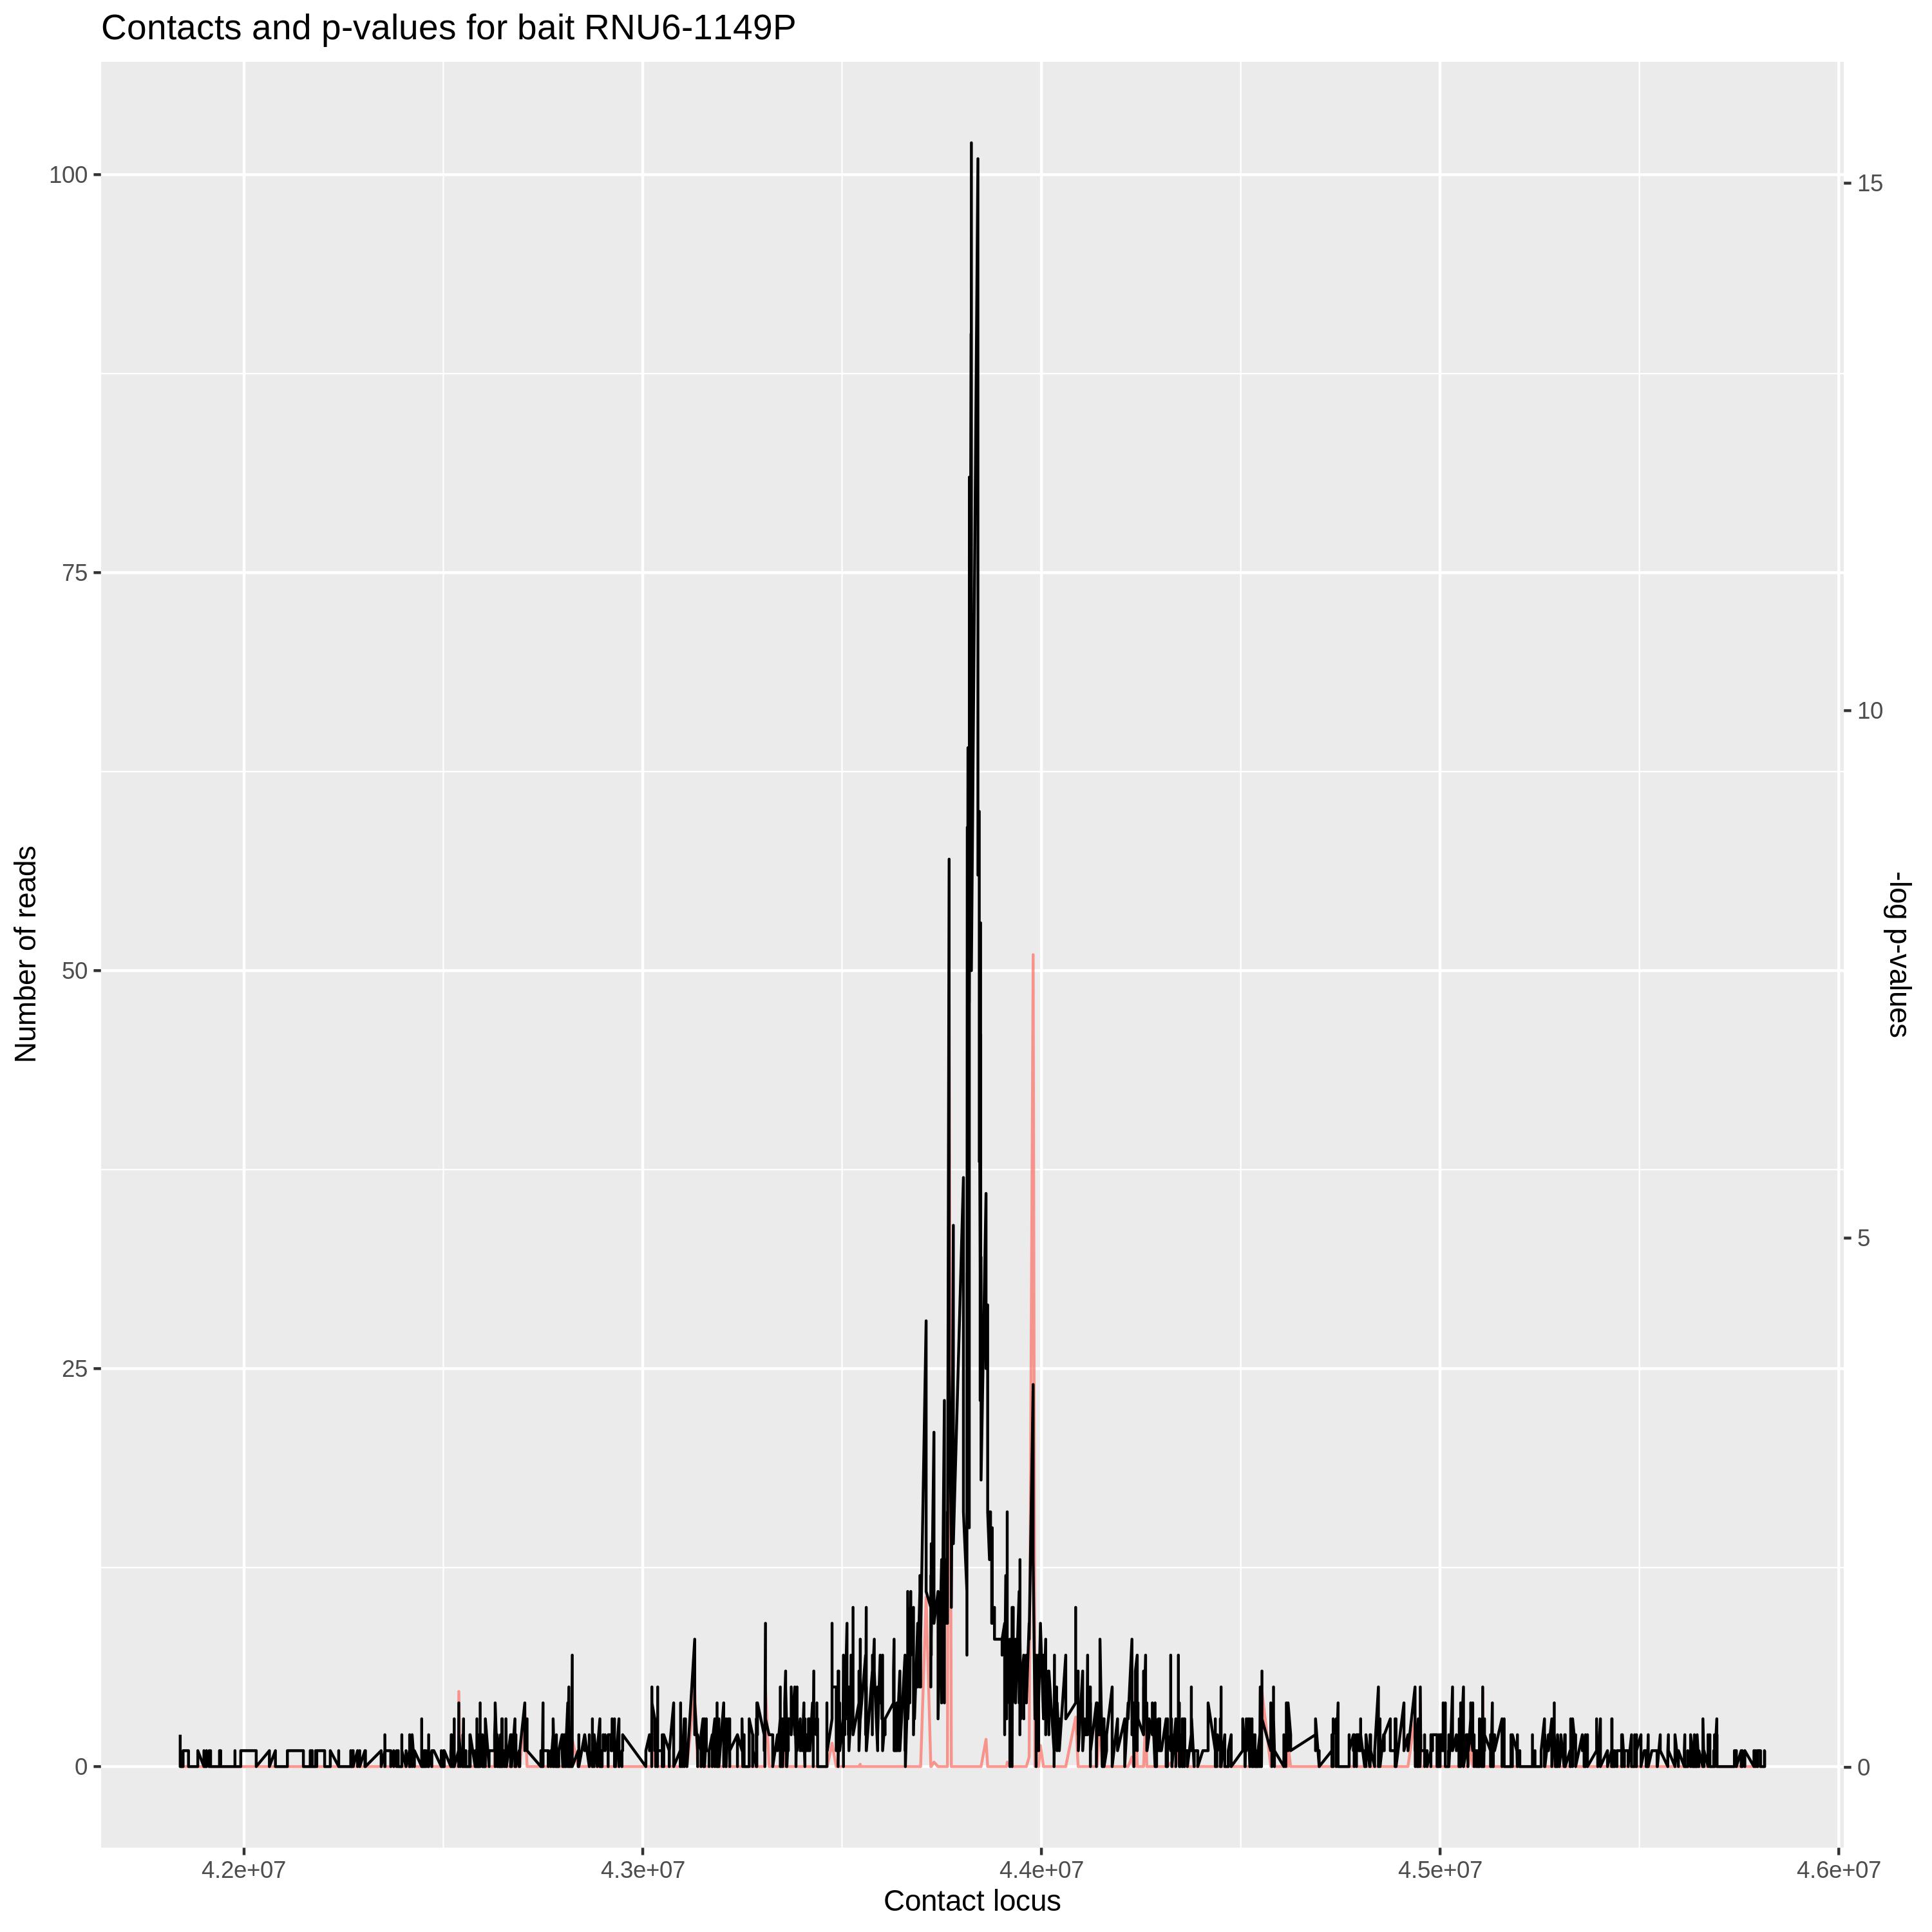 Contacts and p-values for bait RNU6-1149P
100
75
50
25
0
Number of reads
15
10
5
0
-log p-values
4.2e+07
4.3e+07
4.4e+07
4.5e+07
4.6e+07
Contact locus